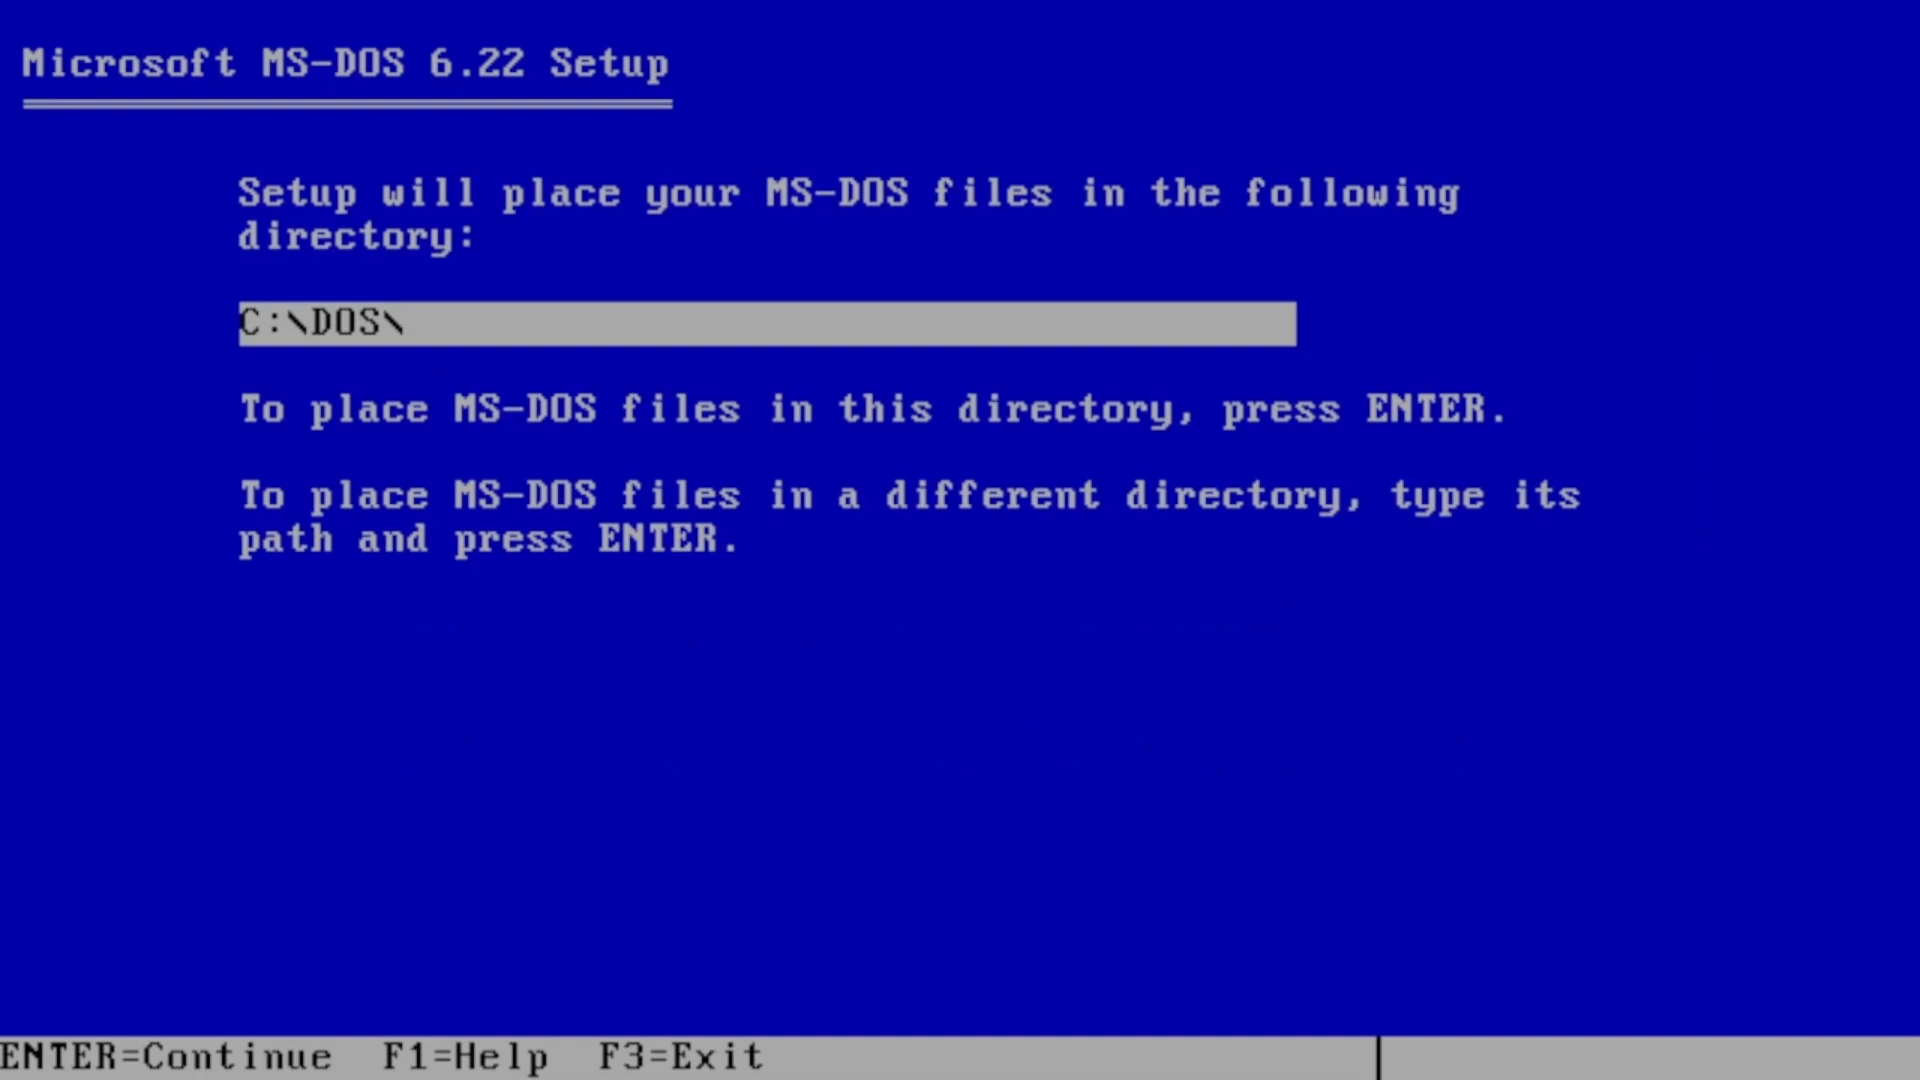 Microsoft MS-DOS 6.22 Setup
Setup will place your MS-DOS files in the following
directory:
C:\DOS\
To place MS-DOS files in this directory, press ENTER.
To place MS-DOS files in a different directory, type its
path and press ENTER.
ENTER=Continue  F1=Help  F3=Exit